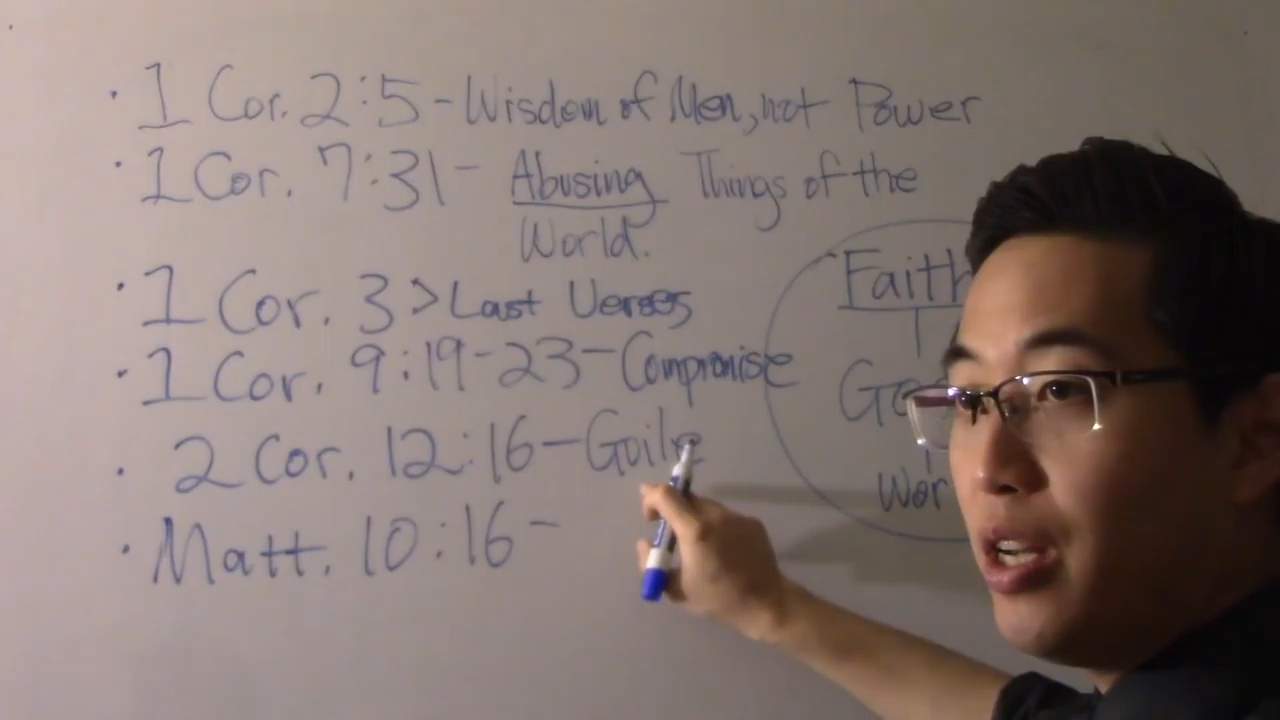 · 1 Cor. 2:5 - Wisdom of Men, not Power
· 1 Cor. 7:31 - Abusing Things of the
World.
· 1 Cor. 3 > Last Verses
· 1 Cor. 9:19-23 - Compromise
· 2 Cor. 12:16 - Guile
· Matt. 10:16 -
Faith